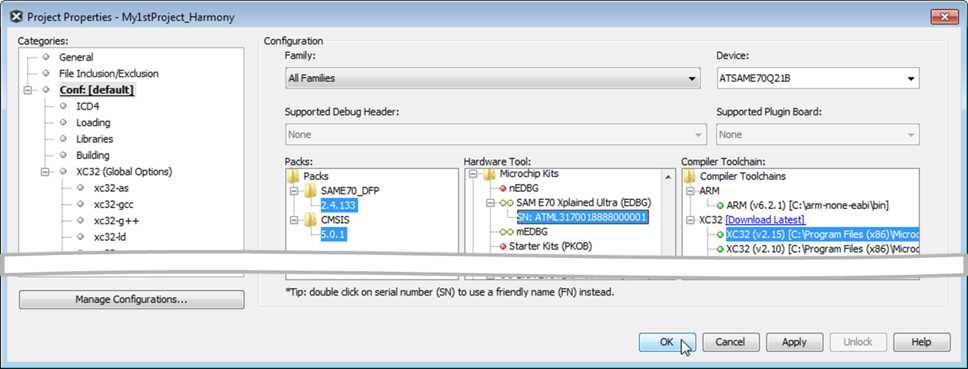 Project Properties - My1stProject_Harmony
Categories:
General
File Inclusion/Exclusion
Conf: [default]
ICD4
Loading
Libraries
Building
XC32 (Global Options)
xc32-as
xc32-gcc
xc32-g++
xc32-ld
Manage Configurations...
Configuration
Family:
All Families
Device:
ATSAME70Q21B
Supported Debug Header:
None
Supported Plugin Board:
None
Packs:
Packs
SAME70_DFP
2.4.133
CMSIS
5.0.1
Hardware Tool:
Microchip Kits
nEDBG
SAM E70 Xplained Ultra (EDBG)
SN: ATML3170018888000001
mEDBG
Starter Kits (PKOB)
Compiler Toolchain:
Compiler Toolchains
ARM
ARM (v6.2.1) [C:\arm-none-eabi\bin]
XC32 [Download Latest]
XC32 (v2.15) [C:\Program Files (x86)\Microc
XC32 (v2.10) [C:\Program Files (x86)\Microc
*Tip: double click on serial number (SN) to use a friendly name (FN) instead.
OK
Cancel
Apply
Unlock
Help